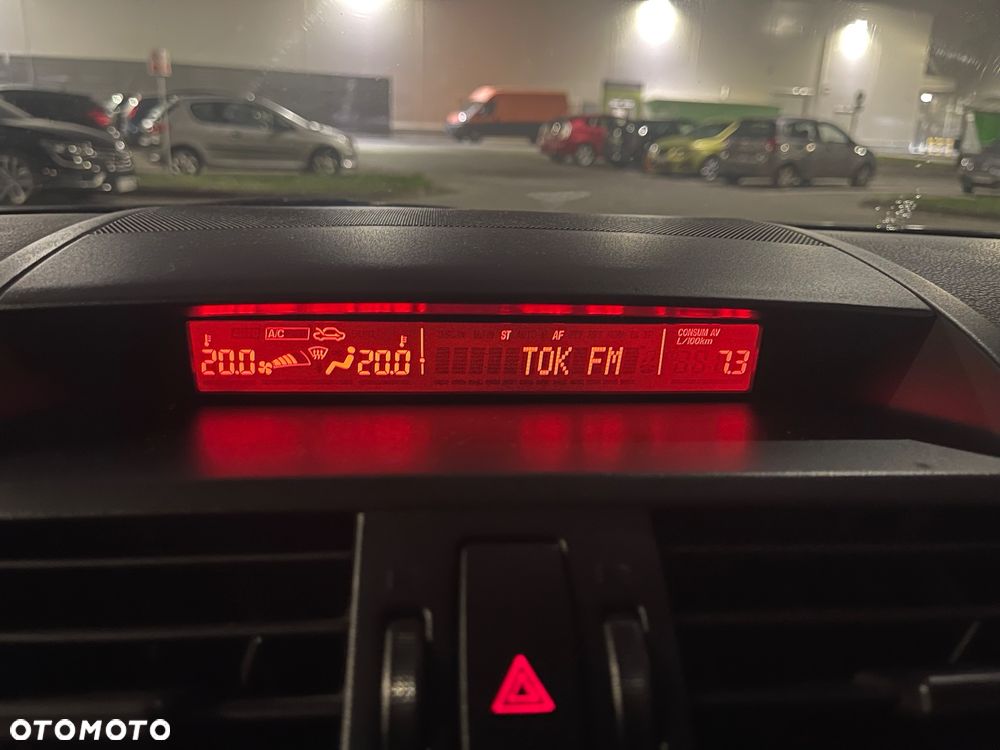 A/C
20.0 20.0
ST AF
TOK FM
CONSUM AV
L/100km
7.3
OTOMOTO